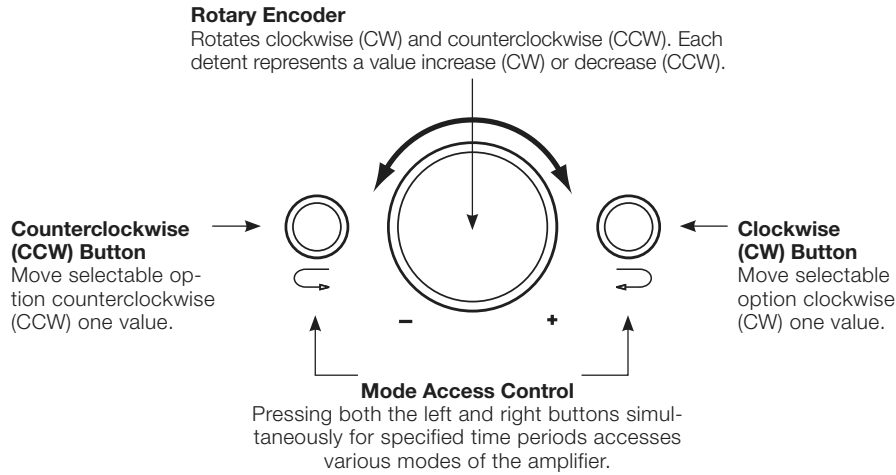 Rotary Encoder
Rotates clockwise (CW) and counterclockwise (CCW). Each
detent represents a value increase (CW) or decrease (CCW).
Counterclockwise
(CCW) Button
Move selectable op-
tion counterclockwise
(CCW) one value.
Clockwise
(CW) Button
Move selectable
option clockwise
(CW) one value.
– +
Mode Access Control
Pressing both the left and right buttons simul-
taneously for specified time periods accesses
various modes of the amplifier.